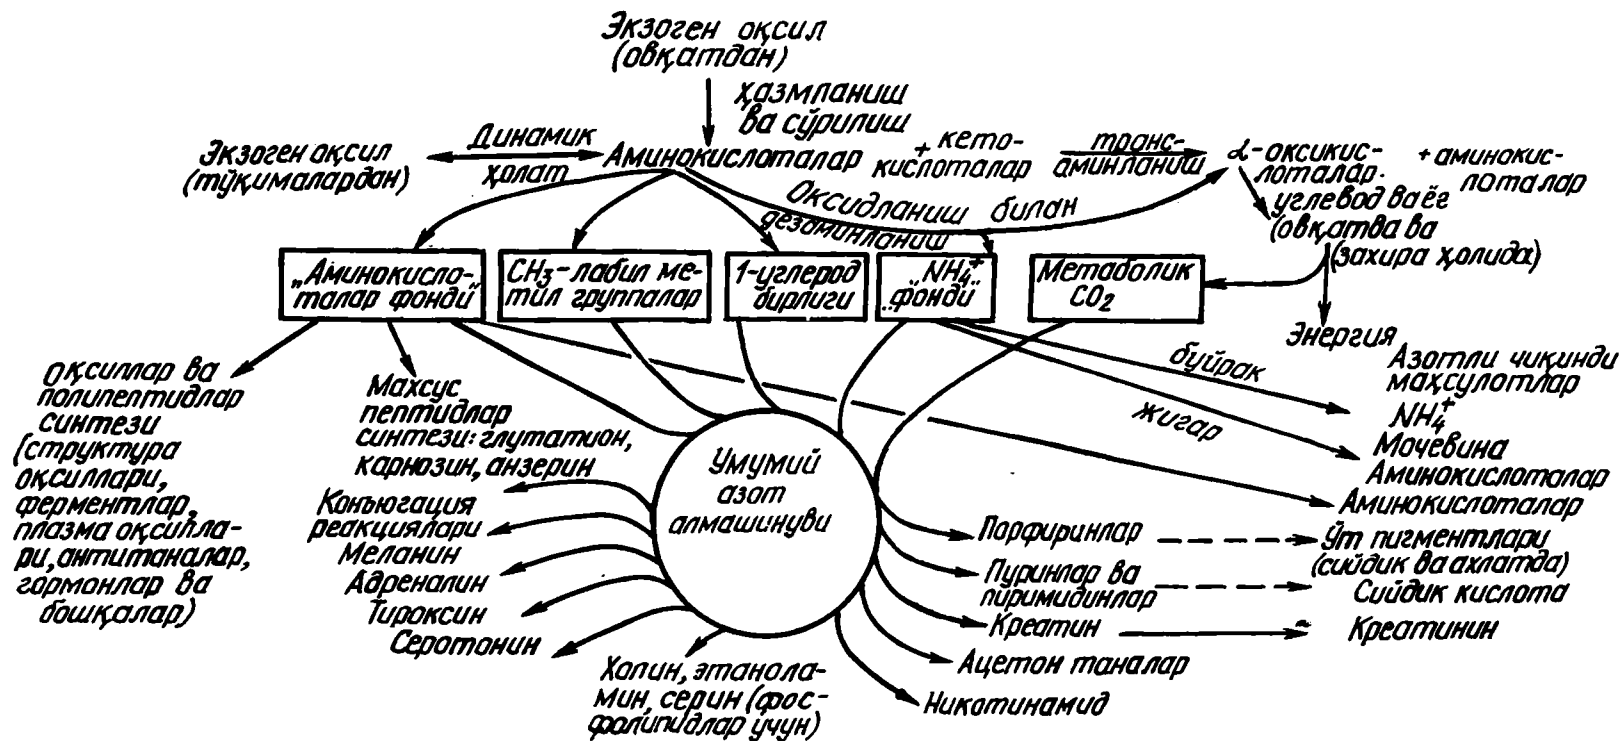 Экзоген оқсил
(овқатдан)
ҳазмланиш
ва сўрилиш
Экзоген оқсил
(тўқималардан)
Динамик
ҳолат
Аминокислоталар
+ кето-
кислоталар
транс-
аминланиш
α-оксикис-
лоталар.
+аминокис-
лоталар
Оксидланиш билан
дезаминланиш
углевод ва ёғ
(овқатва ва
(захира ҳолида)
Энергия
„Аминокисло-
талар фонди"
CH₃-лабил ме-
тил группалар
1-углерод
бирлиги
„NH₄⁺
„фонди"
Метаболик
CO₂
оқсиллар ва
полипептидлар
синтези
(структура
оқсиллари,
ферментлар,
плазма оқсилла-
ри, антитаналар,
гормонлар ва
бошқалар)
Махсус
пептидлар
синтези: глутатион,
карнозин, анзерин
Конъюгация
реакциялари
Меланин
Адреналин
Тироксин
Серотонин
Холин, этанола-
мин, серин (фос-
фолипидлар учун)
Умумий
азот
алмашинуви
буйрак
жигар
Азотли чиқинди
маҳсулотлар
NH₄⁺
Мочевина
Аминокислоталар
Аминокислоталар
Порфиринлар
Ўт пигментлари
(сийдик ва ахлатда)
Пуринлар ва
пиримидинлар
Сийдик кислота
Креатин
Креатинин
Ацетон таналар
Никотинамид